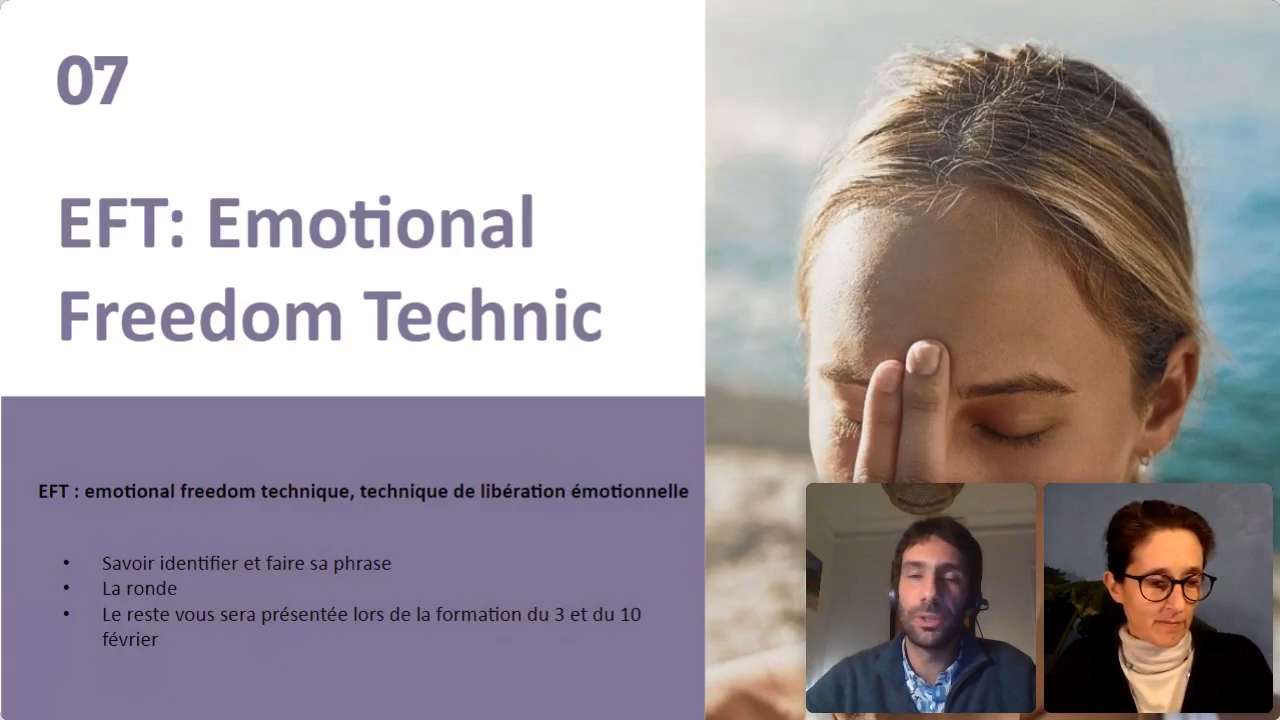 07
EFT: Emotional
Freedom Technic
EFT : emotional freedom technique, technique de libération émotionnelle
• Savoir identifier et faire sa phrase
• La ronde
• Le reste vous sera présentée lors de la formation du 3 et du 10
février